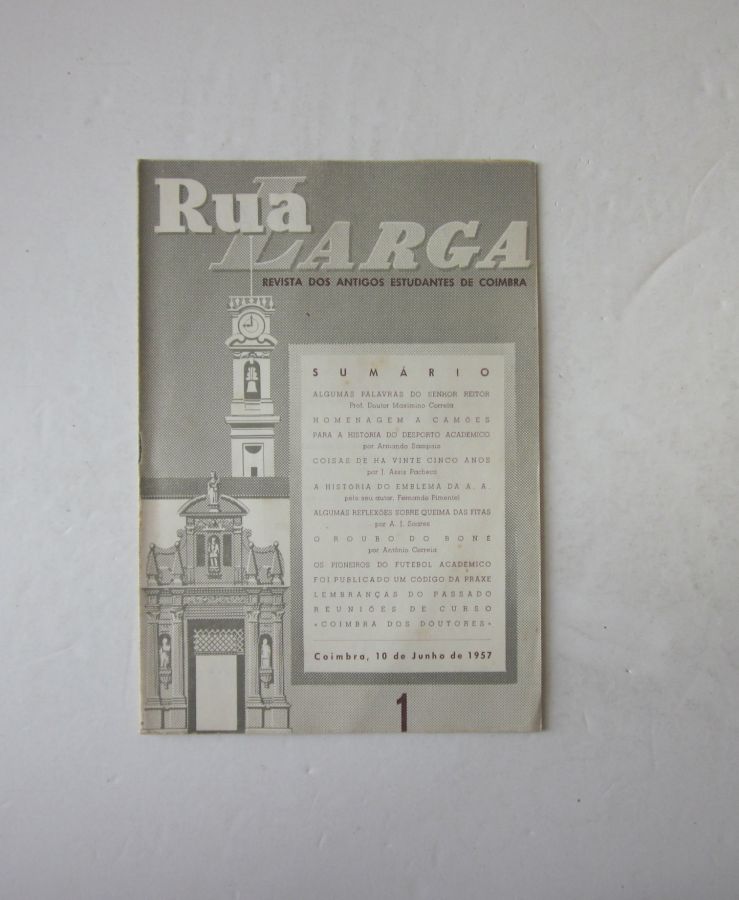 Rua
LARGA
REVISTA DOS ANTIGOS ESTUDANTES DE COIMBRA
SUMÁRIO
ALGUMAS PALAVRAS DO SENHOR REITOR
Prof. Doutor Maximino Correia
HOMENAGEM A CAMÕES
PARA A HISTÓRIA DO DESPORTO ACADÉMICO
por Armando Sampaio
COISAS DE HA VINTE CINCO ANOS
por J. Assis Pacheco
A HISTÓRIA DO EMBLEMA DA A. A.
pelo seu autor, Fernando Pimentel
ALGUMAS REFLEXÕES SOBRE QUEIMA DAS FITAS
por A. J. Soares
O ROUBO DO BONÉ
por António Correia
OS PIONEIROS DO FUTEBOL ACADÉMICO
FOI PUBLICADO UM CÓDIGO DA PRAXE
LEMBRANÇAS DO PASSADO
REUNIÕES DE CURSO
«COIMBRA DOS DOUTORES»
Coimbra, 10 de Junho de 1957
1